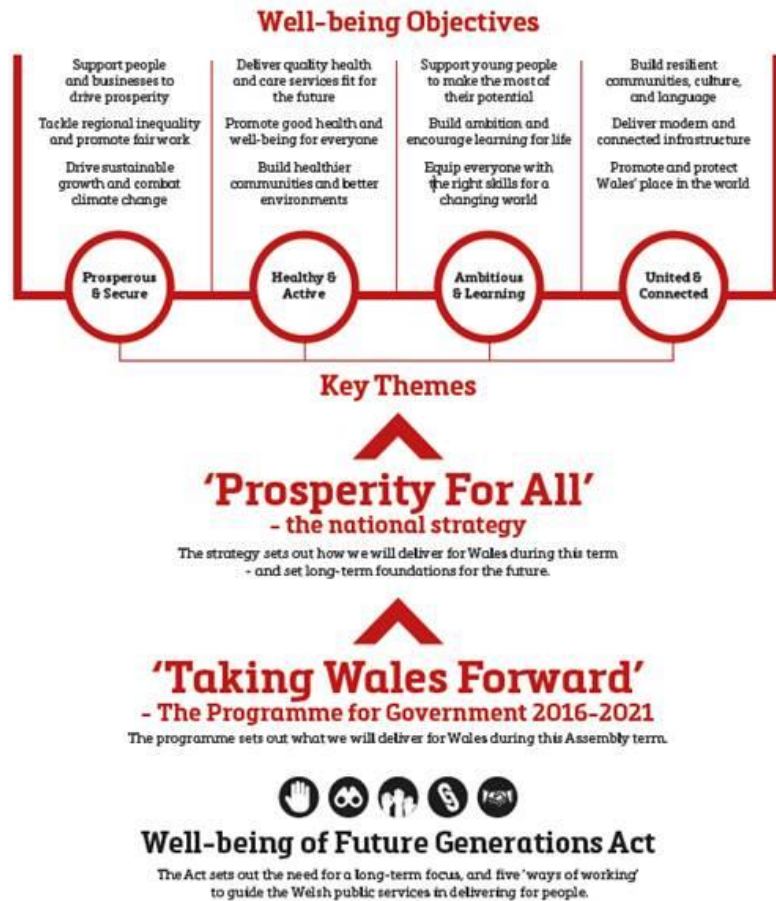 Well-being Objectives
Support people
and businesses to
drive prosperity
Tackle regional inequality
and promote fair work
Drive sustainable
growth and combat
climate change
Deliver quality health
and care services fit for
the future
Promote good health and
well-being for everyone
Build healthier
communities and better
environments
Support young people
to make the most of
their potential
Build ambition and
encourage learning for life
Equip everyone with
the right skills for a
changing world
Build resilient
communities, culture,
and language
Deliver modern and
connected infrastructure
Promote and protect
Wales' place in the world
Prosperous
& Secure
Healthy &
Active
Ambitious
& Learning
United &
Connected
Key Themes
'Prosperity For All'
- the national strategy
The strategy sets out how we will deliver for Wales during this term
- and set long-term foundations for the future.
'Taking Wales Forward'
- The Programme for Government 2016-2021
The programme sets out what we will deliver for Wales during this Assembly term.
Well-being of Future Generations Act
The Act sets out the need for a long-term focus, and five 'ways of working'
to guide the Welsh public services in delivering for people.